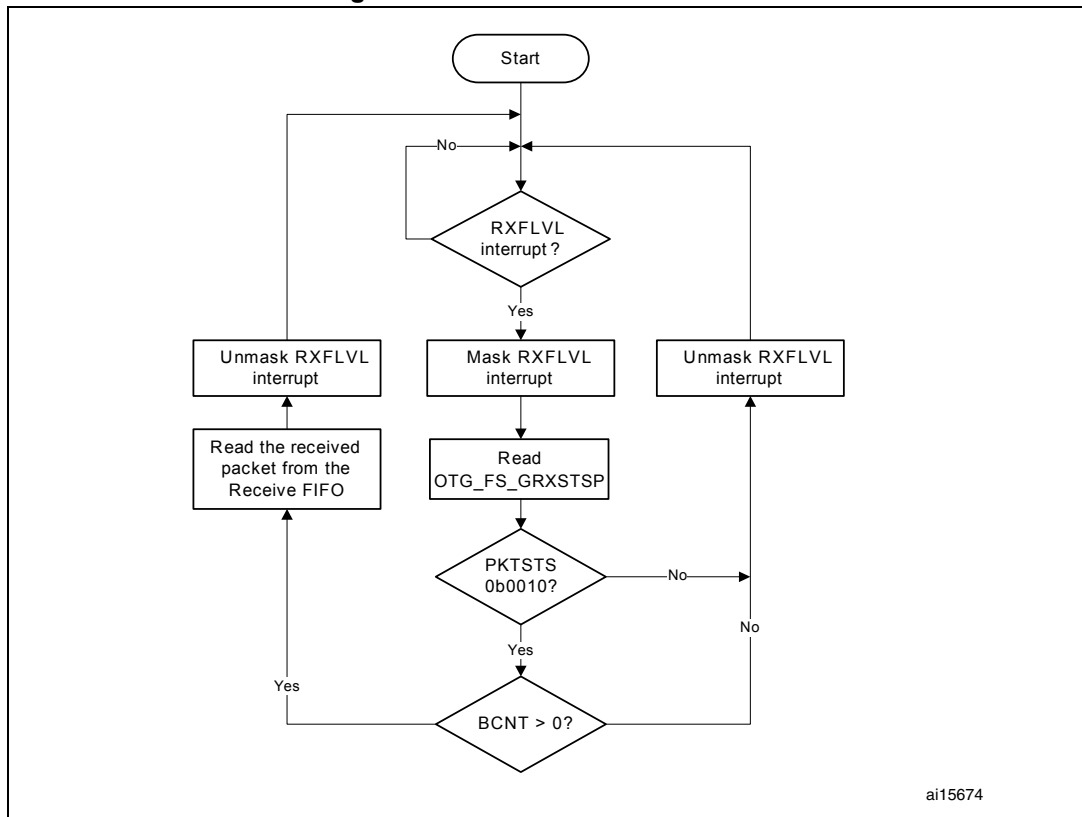 Start
No
RXFLVL
interrupt ?
Yes
Unmask RXFLVL
interrupt
Mask RXFLVL
interrupt
Unmask RXFLVL
interrupt
Read the received
packet from the
Receive FIFO
Read
OTG_FS_GRXSTSP
PKTSTS
0b0010?
No
No
Yes
Yes
BCNT > 0?
ai15674